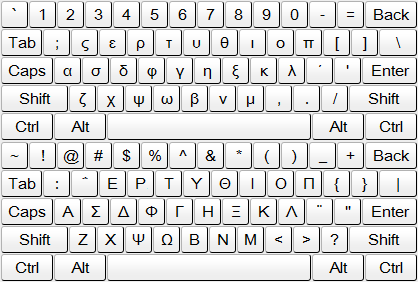 ` 1 2 3 4 5 6 7 8 9 0 - = Back
Tab ; ς ε ρ τ υ θ ι ο π [ ] \
Caps α σ δ φ γ η ξ κ λ ΄ ' Enter
Shift ζ χ ψ ω β ν μ , . / Shift
Ctrl Alt Alt Ctrl
~ ! @ # $ % ^ & * ( ) _ + Back
Tab : ΅ Ε Ρ Τ Υ Θ Ι Ο Π { } |
Caps Α Σ Δ Φ Γ Η Ξ Κ Λ ¨ " Enter
Shift Ζ Χ Ψ Ω Β Ν Μ < > ? Shift
Ctrl Alt Alt Ctrl